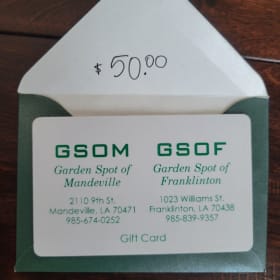 $ 50.00
GSOM GSOF
Garden Spot of Garden Spot of
Mandeville Franklinton
2110 9th St. 1023 Williams St.
Mandeville, LA 70471 Franklinton, LA 70438
985-674-0252 985-839-9357
Gift Card